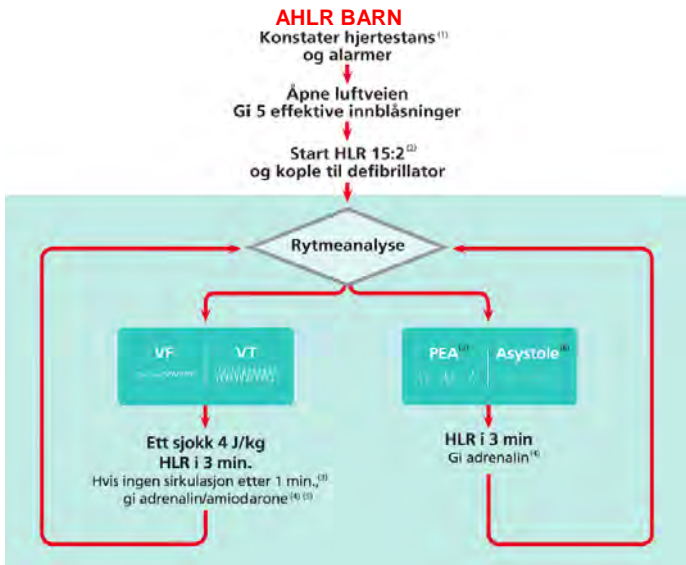 AHLR BARN
Konstater hjertestans (1)
og alarmer
Åpne luftveien
Gi 5 effektive innblåsninger
Start HLR 15:2 (2)
og kople til defibrillator
Rytmeanalyse
VF VT
PEA Asystole (6)
Ett sjokk 4 J/kg
HLR i 3 min.
Hvis ingen sirkulasjon etter 1 min., (3)
gi adrenalin/amiodarone (4) (5)
HLR i 3 min
Gi adrenalin (4)